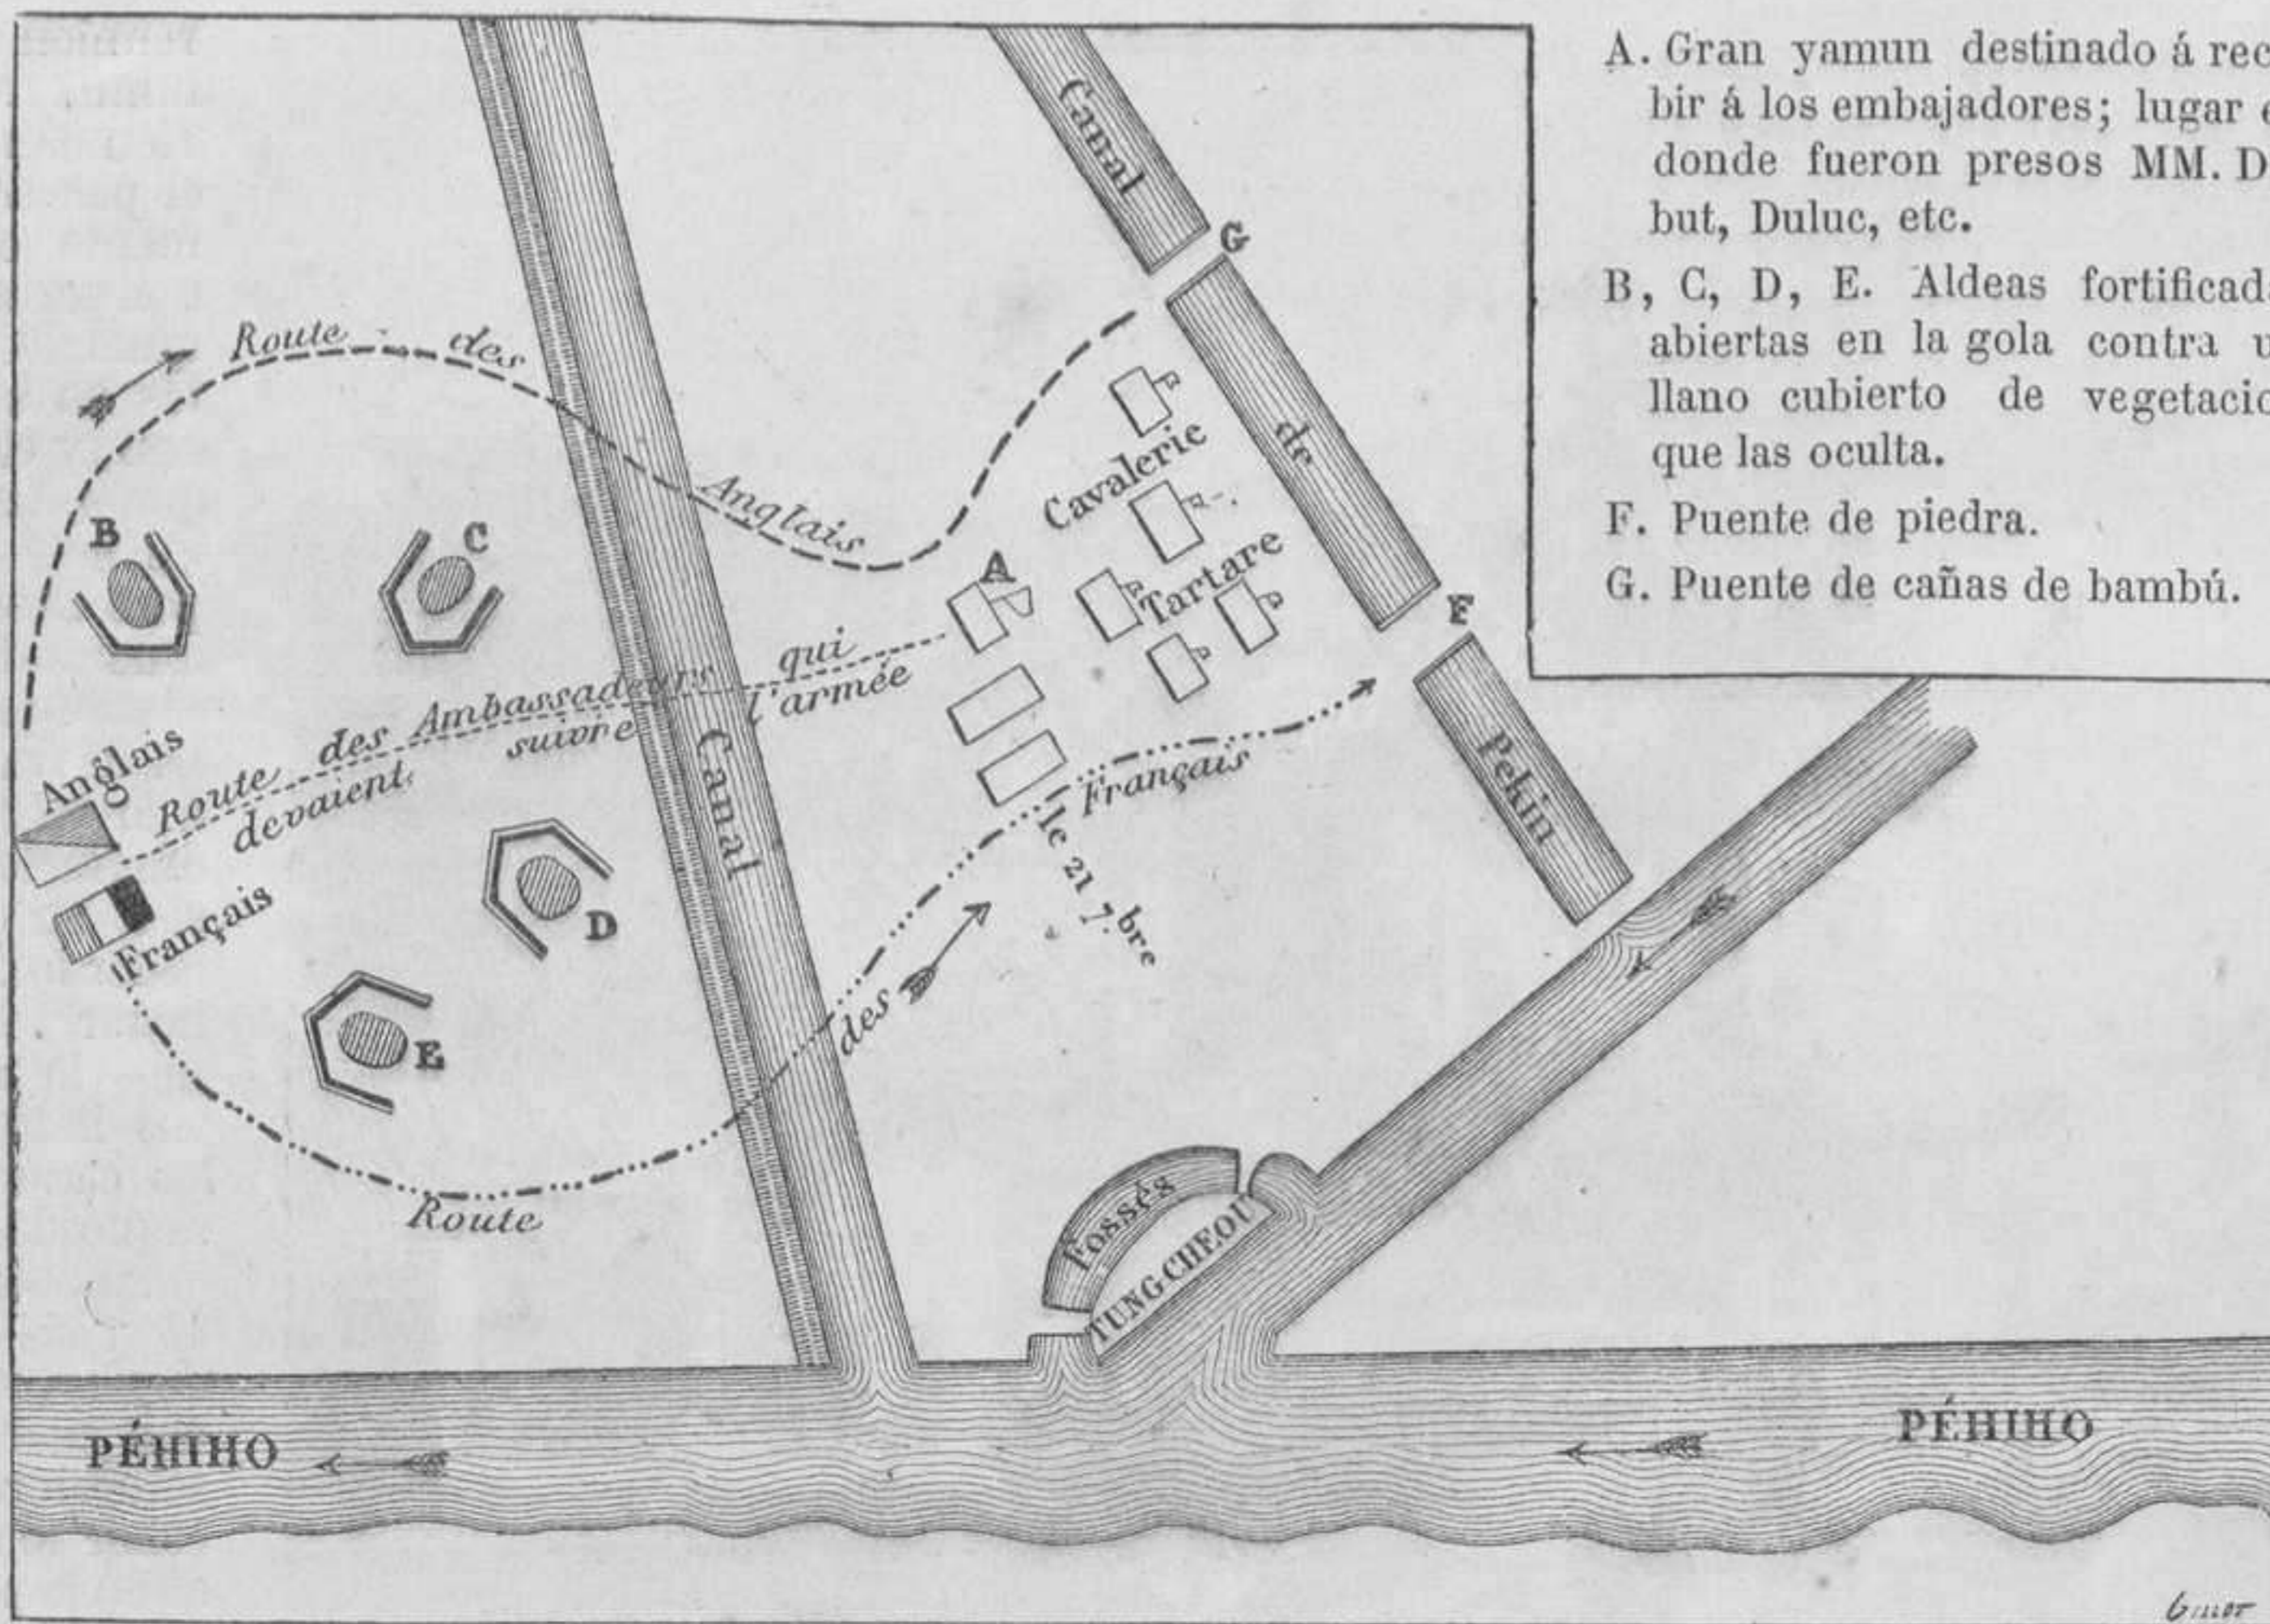 A. Gran yamun destinado á rec
bir á los embajadores; lugar e
donde fueron presos MM. D
but, Duluc, etc.
B, C, D, E. Aldeas fortificada
abiertas en la gola contra u
llano cubierto de vegetacio
que las oculta.
F. Puente de piedra.
G. Puente de cañas de bambú.
Canal
de
Pekin
G
F
Route des Anglais
B
C
A
Cavalerie
Tartare
Anglais
Route des Ambassadeurs qui
devaient suivre l'armée
Français
Canal
D
E
Route des Français
le 21 7.bre
Fossés
TUNG CHEOU
PÉHIHO
PÉHIHO
GILLOT